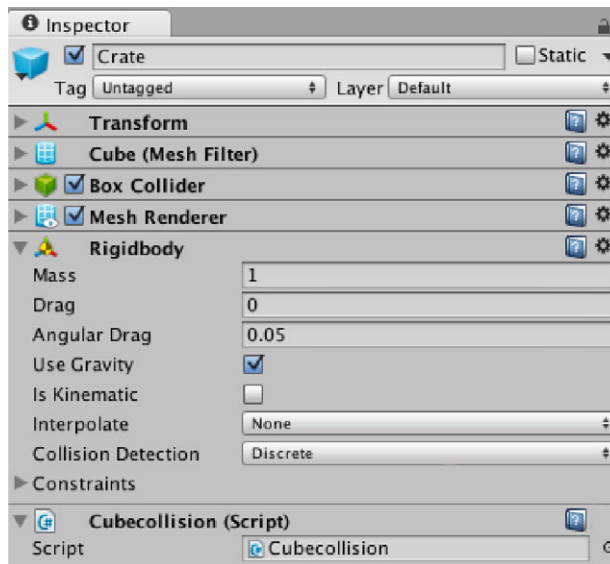 Inspector
Crate Static
Tag Untagged Layer Default
Transform
Cube (Mesh Filter)
Box Collider
Mesh Renderer
Rigidbody
Mass 1
Drag 0
Angular Drag 0.05
Use Gravity
Is Kinematic
Interpolate None
Collision Detection Discrete
Constraints
Cubecollision (Script)
Script Cubecollision